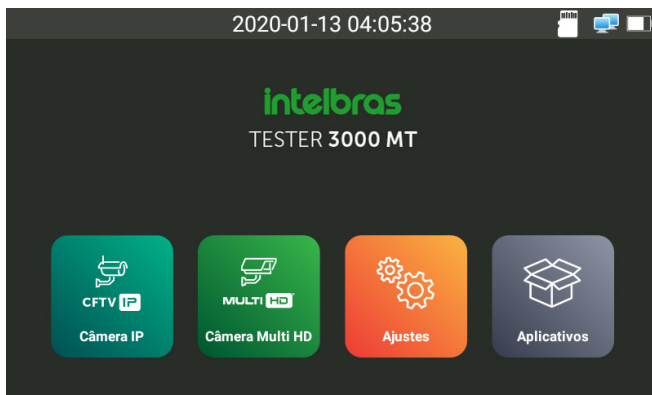 2020-01-13 04:05:38
intelbras
TESTER 3000 MT
CFTV IP
MULTI HD
Câmera IP
Câmera Multi HD
Ajustes
Aplicativos